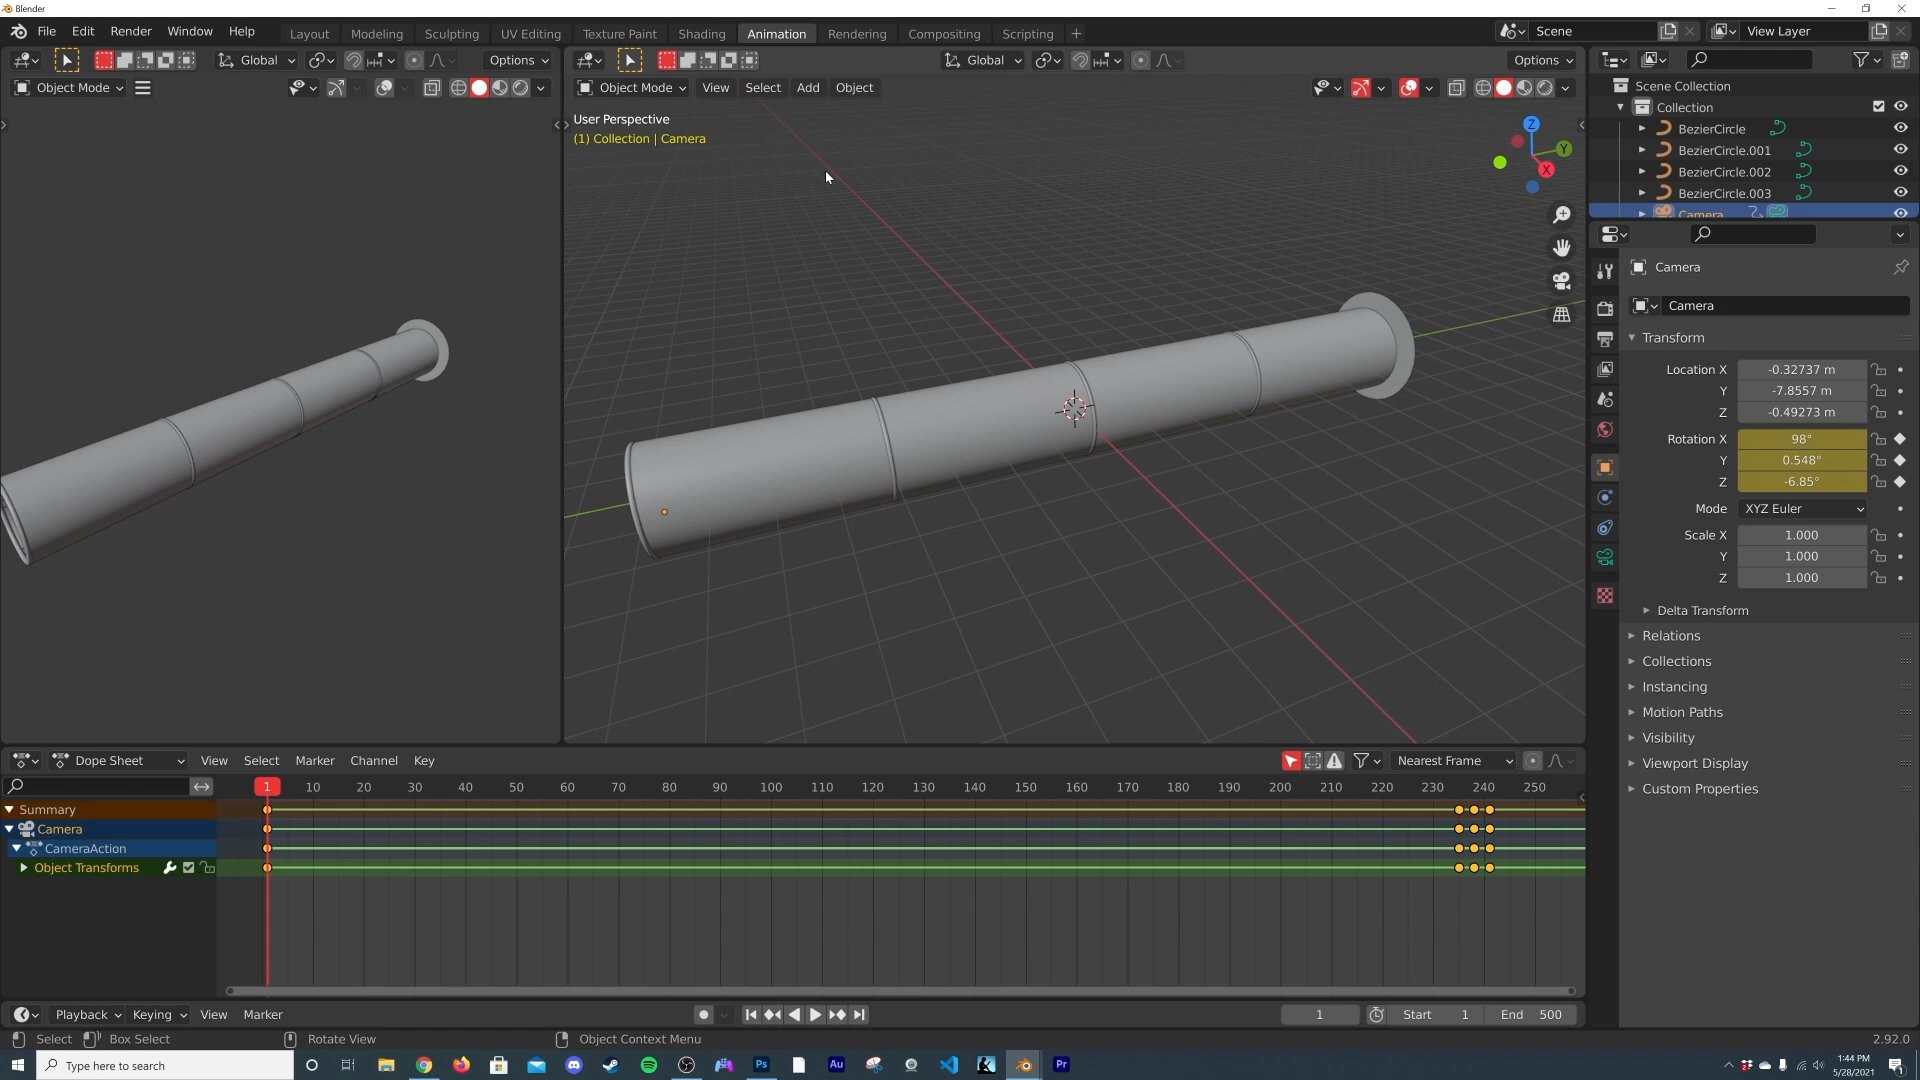 Blender
File Edit Render Window Help
Layout Modeling Sculpting UV Editing Texture Paint Shading Animation Rendering Compositing Scripting +
Scene
View Layer
Global Options
Object Mode
Global Options
Object Mode View Select Add Object
User Perspective
(1) Collection | Camera
Z
Y
X
Scene Collection
Collection
BezierCircle
BezierCircle.001
BezierCircle.002
BezierCircle.003
Camera
Camera
Camera
Transform
Location X -0.32737 m
Y -7.8557 m
Z -0.49273 m
Rotation X 98°
Y 0.548°
Z -6.85°
Mode XYZ Euler
Scale X 1.000
Y 1.000
Z 1.000
Delta Transform
Relations
Collections
Instancing
Motion Paths
Visibility
Viewport Display
Custom Properties
Dope Sheet View Select Marker Channel Key Nearest Frame
1 10 20 30 40 50 60 70 80 90 100 110 120 130 140 150 160 170 180 190 200 210 220 230 240 250
Summary
Camera
CameraAction
Object Transforms
Playback Keying View Marker 1 Start 1 End 500
Select Box Select Rotate View Object Context Menu 2.92.0
Type here to search
Ps Au Pr
1:44 PM
5/28/2021